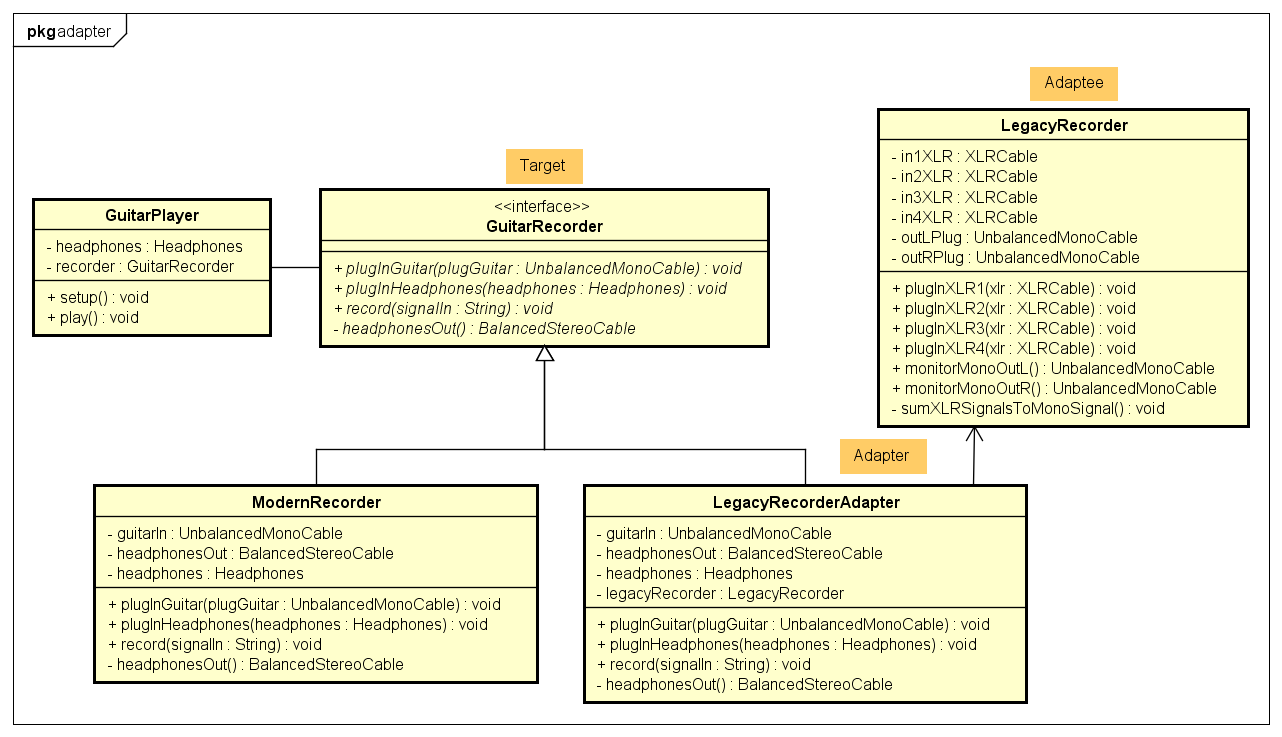 pkg adapter
Adaptee
LegacyRecorder
- in1XLR : XLRCable
- in2XLR : XLRCable
- in3XLR : XLRCable
- in4XLR : XLRCable
- outLPlug : UnbalancedMonoCable
- outRPlug : UnbalancedMonoCable
+ plugInXLR1(xlr : XLRCable) : void
+ plugInXLR2(xlr : XLRCable) : void
+ plugInXLR3(xlr : XLRCable) : void
+ plugInXLR4(xlr : XLRCable) : void
+ monitorMonoOutL() : UnbalancedMonoCable
+ monitorMonoOutR() : UnbalancedMonoCable
- sumXLRSignalsToMonoSignal() : void
Target
<<interface>>
GuitarRecorder
+ plugInGuitar(plugGuitar : UnbalancedMonoCable) : void
+ plugInHeadphones(headphones : Headphones) : void
+ record(signalIn : String) : void
- headphonesOut() : BalancedStereoCable
GuitarPlayer
- headphones : Headphones
- recorder : GuitarRecorder
+ setup() : void
+ play() : void
Adapter
ModernRecorder
- guitarIn : UnbalancedMonoCable
- headphonesOut : BalancedStereoCable
- headphones : Headphones
+ plugInGuitar(plugGuitar : UnbalancedMonoCable) : void
+ plugInHeadphones(headphones : Headphones) : void
+ record(signalIn : String) : void
- headphonesOut() : BalancedStereoCable
LegacyRecorderAdapter
- guitarIn : UnbalancedMonoCable
- headphonesOut : BalancedStereoCable
- headphones : Headphones
- legacyRecorder : LegacyRecorder
+ plugInGuitar(plugGuitar : UnbalancedMonoCable) : void
+ plugInHeadphones(headphones : Headphones) : void
+ record(signalIn : String) : void
- headphonesOut() : BalancedStereoCable